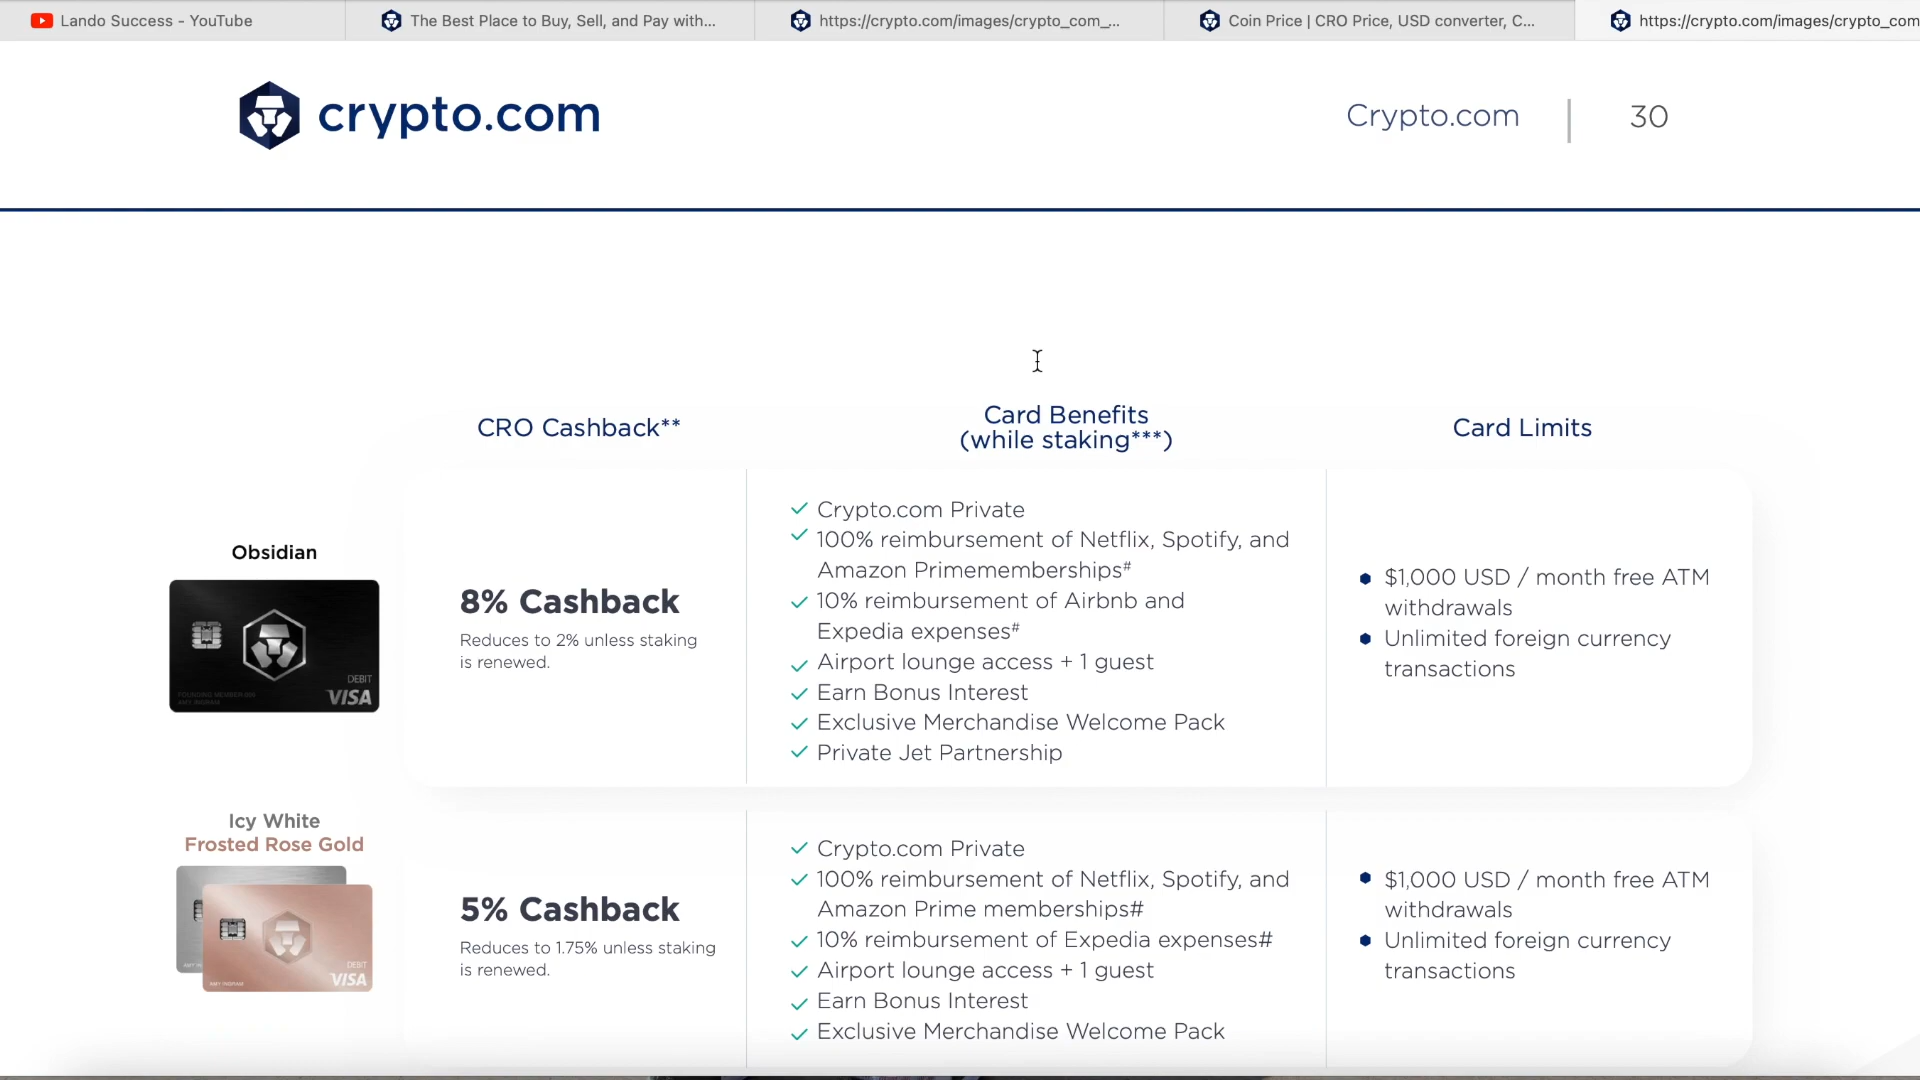 Lando Success - YouTube
The Best Place to Buy, Sell, and Pay with...
https://crypto.com/images/crypto_com_...
Coin Price | CRO Price, USD converter, C...
https://crypto.com/images/crypto_com
crypto.com
Crypto.com
30
CRO Cashback**
Card Benefits
(while staking***)
Card Limits
Obsidian
DEBIT
VISA
8% Cashback
Reduces to 2% unless staking
is renewed.
Crypto.com Private
100% reimbursement of Netflix, Spotify, and
Amazon Primememberships#
10% reimbursement of Airbnb and
Expedia expenses#
Airport lounge access + 1 guest
Earn Bonus Interest
Exclusive Merchandise Welcome Pack
Private Jet Partnership
$1,000 USD / month free ATM
withdrawals
Unlimited foreign currency
transactions
Icy White
Frosted Rose Gold
DEBIT
VISA
5% Cashback
Reduces to 1.75% unless staking
is renewed.
Crypto.com Private
100% reimbursement of Netflix, Spotify, and
Amazon Prime memberships#
10% reimbursement of Expedia expenses#
Airport lounge access + 1 guest
Earn Bonus Interest
Exclusive Merchandise Welcome Pack
$1,000 USD / month free ATM
withdrawals
Unlimited foreign currency
transactions